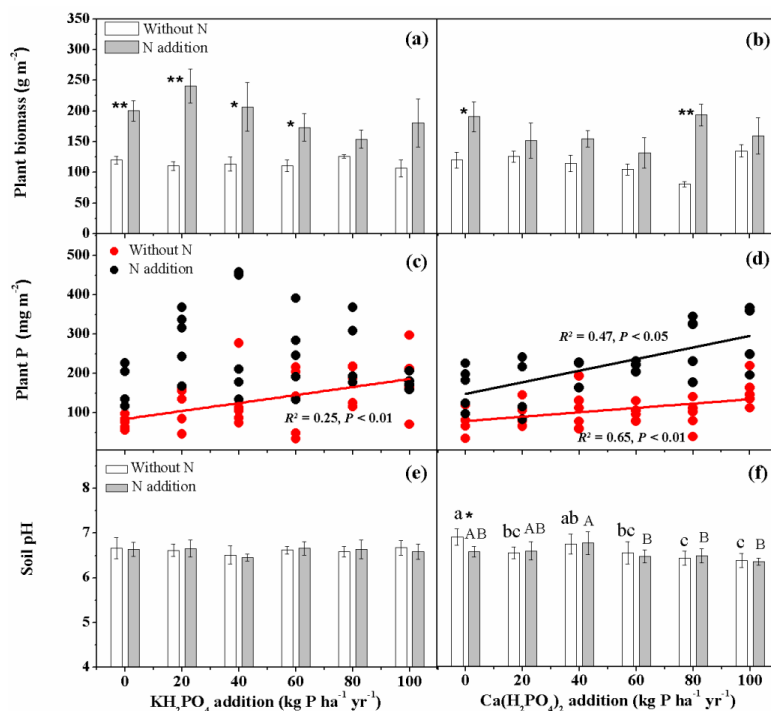 350
300
250
200
150
100
50
0
Plant biomass (g m⁻²)
Without N
N addition
(a)
**
**
*
*
(b)
*
**
500
400
300
200
100
Plant P (mg m⁻²)
Without N
N addition
(c)
R² = 0.25, P < 0.01
(d)
R² = 0.47, P < 0.05
R² = 0.65, P < 0.01
8
7
6
5
4
Soil pH
Without N
N addition
(e)
(f)
a * AB
bc AB
ab A
bc B
c B
c B
0 20 40 60 80 100
0 20 40 60 80 100
KH₂PO₄ addition (kg P ha⁻¹ yr⁻¹)
Ca(H₂PO₄)₂ addition (kg P ha⁻¹ yr⁻¹)